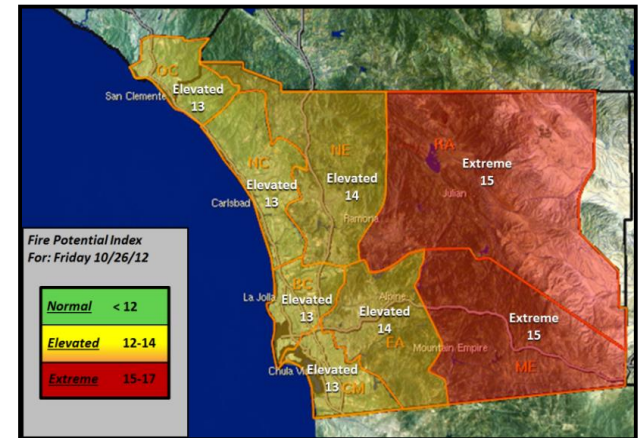 OC
San Clemente
Elevated
13
NC
Elevated
13
NE
Elevated
14
RA
Extreme
15
Julian
Carlsbad
Ramona
Fire Potential Index
For: Friday 10/26/12
Normal < 12
Elevated 12-14
Extreme 15-17
La Jolla
Elevated
13
Alpine
Elevated
14
EA
Extreme
15
Mountain Empire
ME
Chula
Elevated
13
CM